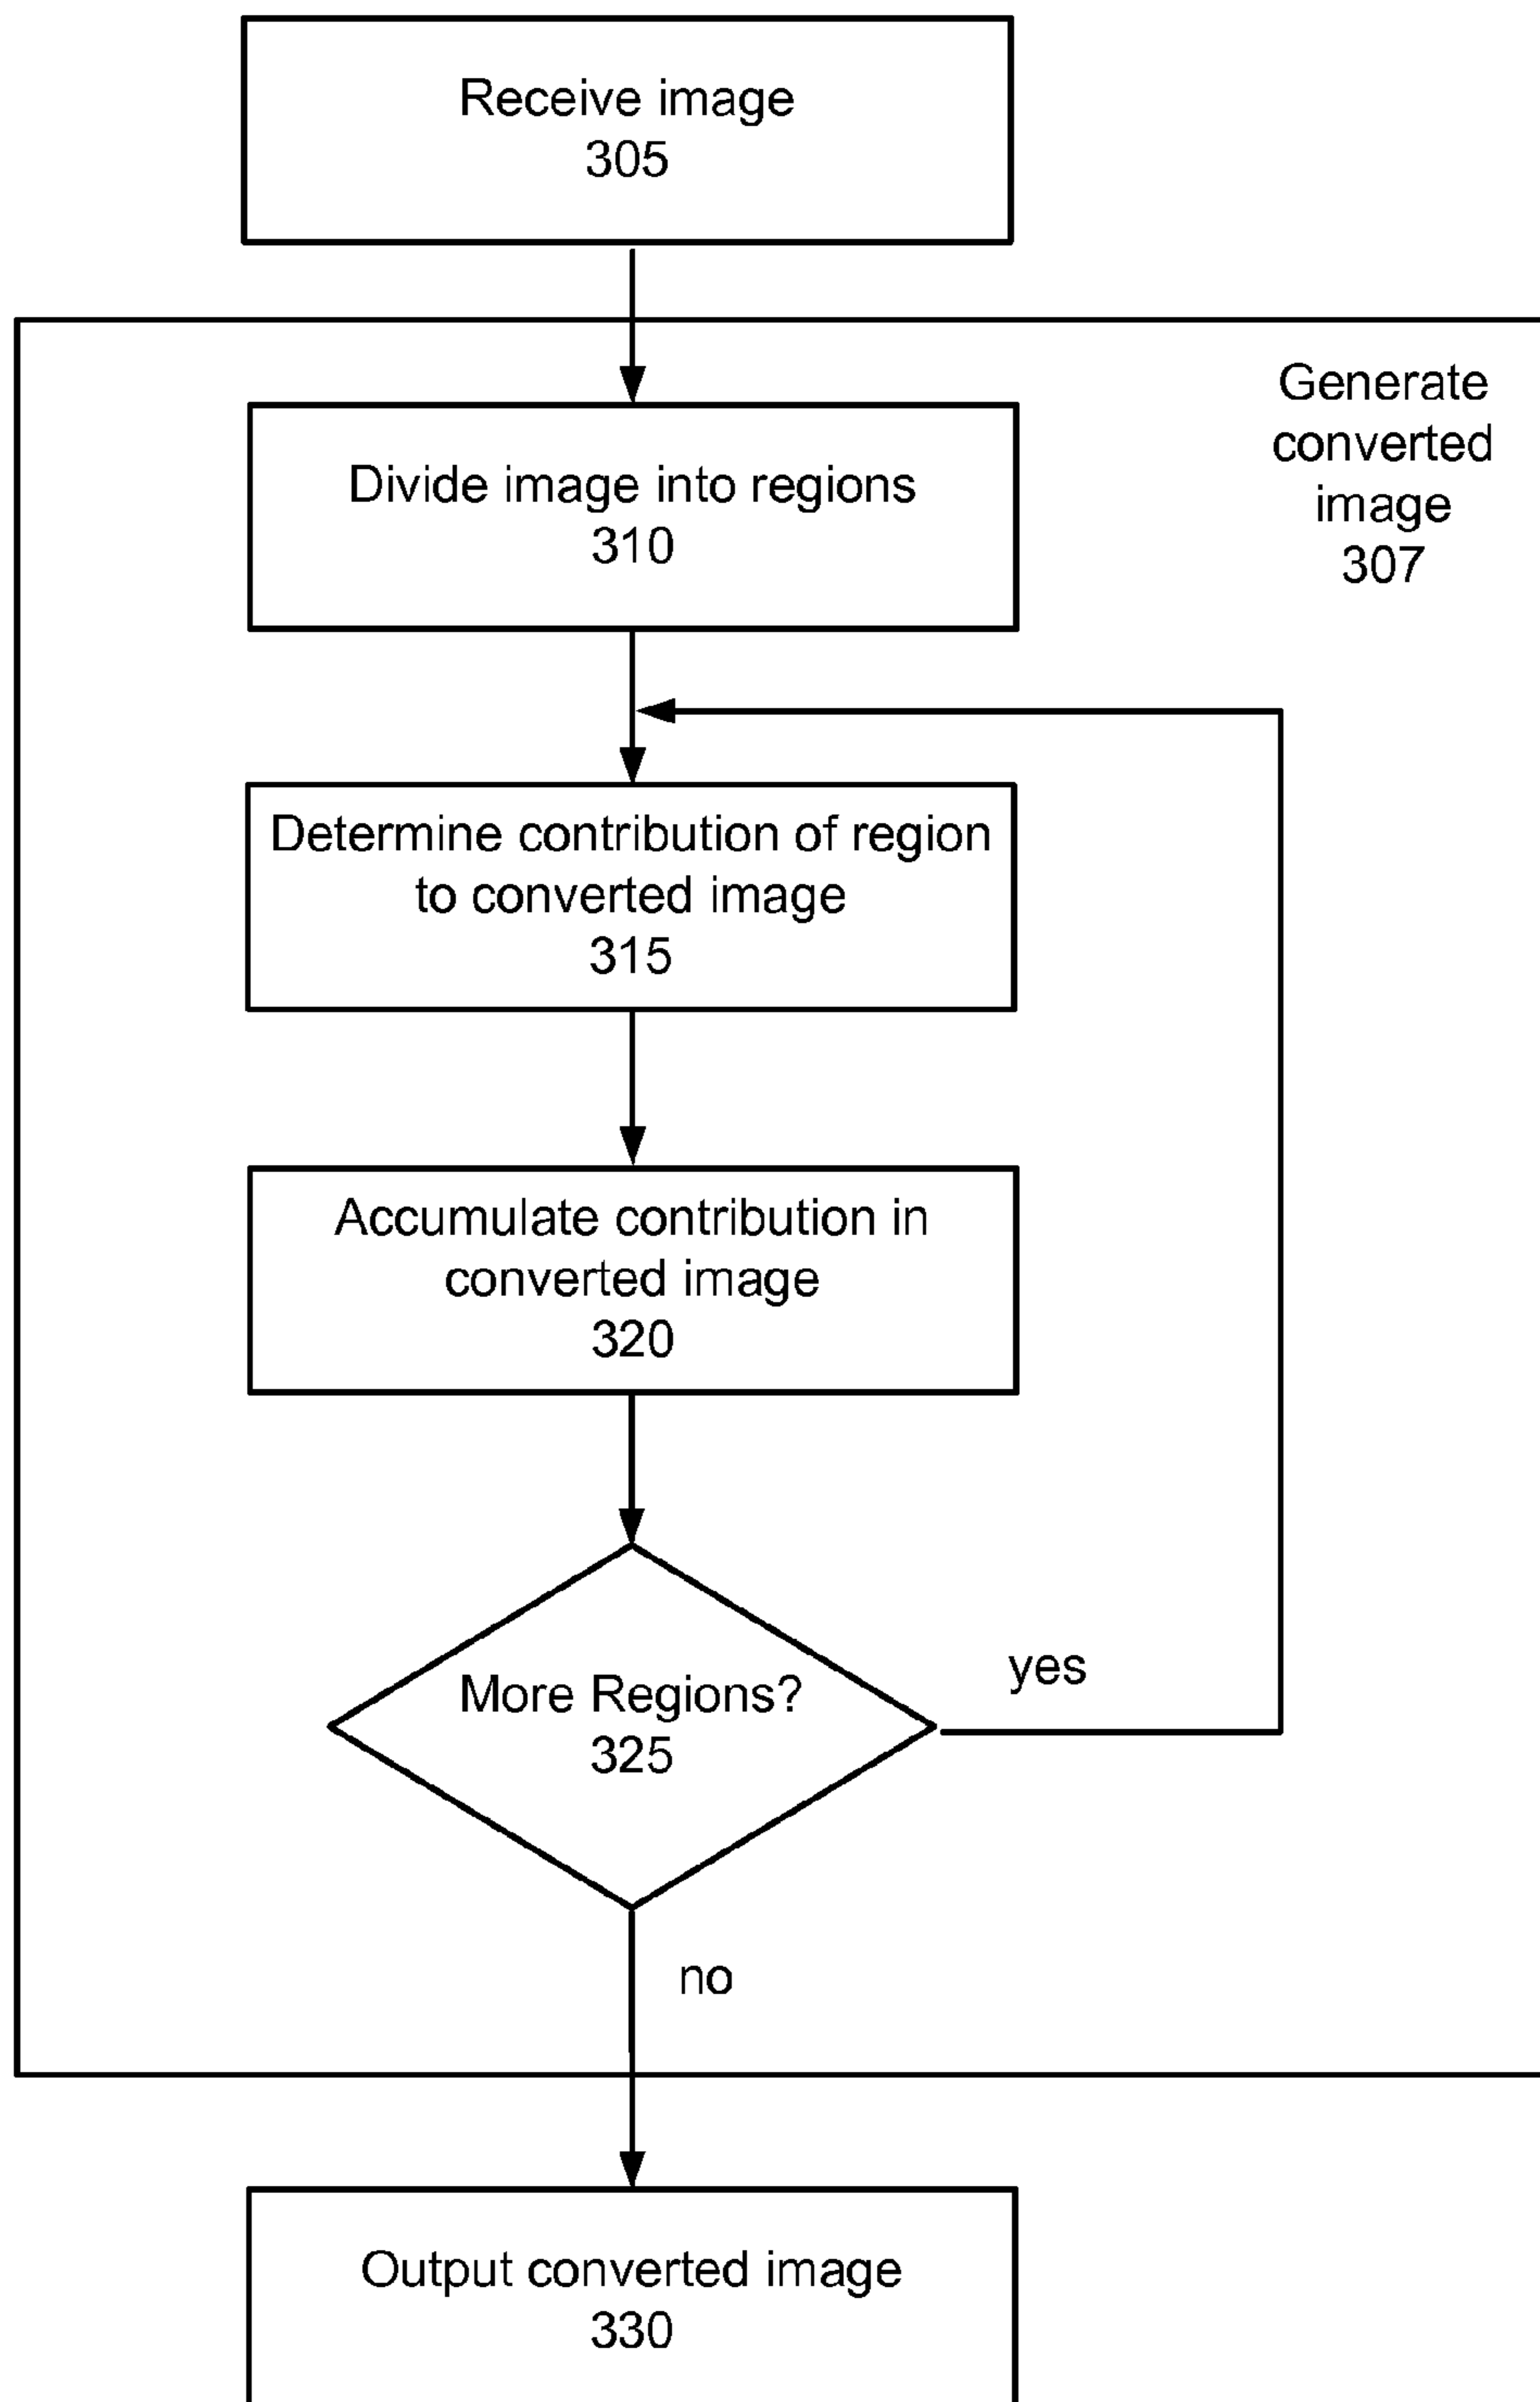 Receive image
305
Generate
converted
image
307
Divide image into regions
310
Determine contribution of region
to converted image
315
Accumulate contribution in
converted image
320
More Regions?
325
yes
no
Output converted image
330